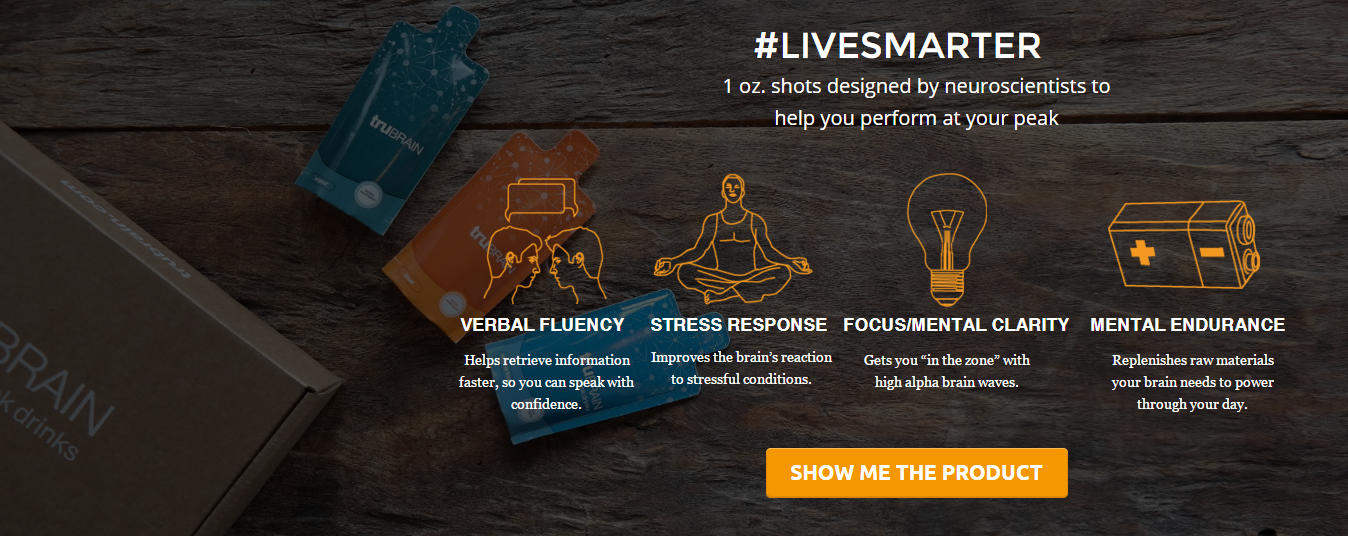 #LIVESMARTER
1 oz. shots designed by neuroscientists to
help you perform at your peak
truBRAIN
truBRAIN
BRAIN
k drinks
VERBAL FLUENCY
Helps retrieve information
faster, so you can speak with
confidence.
STRESS RESPONSE
Improves the brain’s reaction
to stressful conditions.
FOCUS/MENTAL CLARITY
Gets you “in the zone” with
high alpha brain waves.
MENTAL ENDURANCE
Replenishes raw materials
your brain needs to power
through your day.
SHOW ME THE PRODUCT